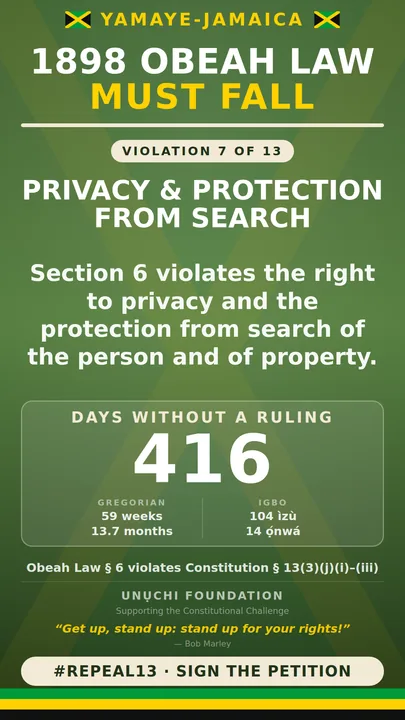 YAMAYE-JAMAICA
1898 OBEAH LAW
MUST FALL
VIOLATION 7 OF 13
PRIVACY & PROTECTION
FROM SEARCH
Section 6 violates the right
to privacy and the
protection from search of
the person and of property.
DAYS WITHOUT A RULING
416
GREGORIAN
59 weeks
13.7 months
IGBO
104 ìzù
14 ọ́nwá
Obeah Law § 6 violates Constitution § 13(3)(j)(i)–(iii)
UNỤCHI FOUNDATION
Supporting the Constitutional Challenge
“Get up, stand up: stand up for your rights!”
— Bob Marley
#REPEAL13 · SIGN THE PETITION